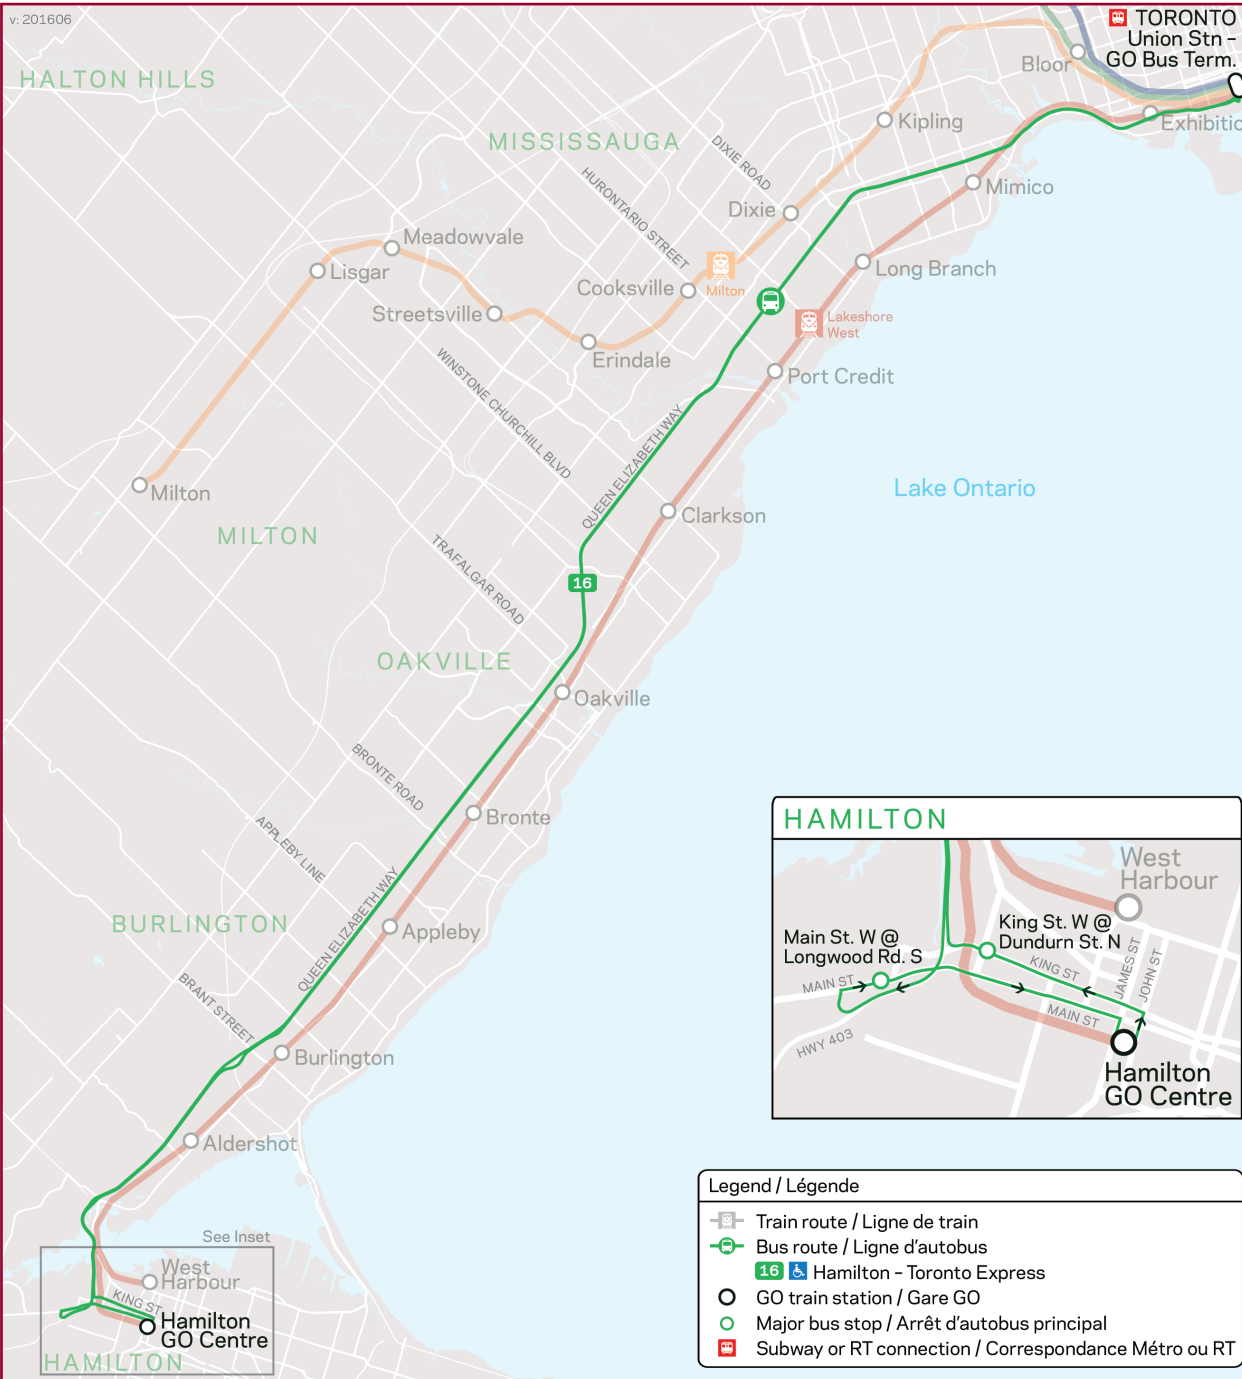 v: 201606
TORONTO
Union Stn –
GO Bus Term.
Bloor
HALTON HILLS
Kipling
Exhibitio
MISSISSAUGA
DIXIE ROAD
HURONTARIO STREET
Mimico
Dixie
Meadowvale
Lisgar
Long Branch
Cooksville
Milton
Streetsville
Lakeshore
West
Erindale
Port Credit
WINSTONE CHURCHILL BLVD
QUEEN ELIZABETH WAY
Milton
Lake Ontario
Clarkson
MILTON
TRAFALGAR ROAD
16
OAKVILLE
Oakville
BRONTE ROAD
Bronte
APPLEBY LINE
QUEEN ELIZABETH WAY
BURLINGTON
Appleby
BRANT STREET
Burlington
Aldershot
See Inset
West
Harbour
KING ST
Hamilton
GO Centre
HAMILTON
HAMILTON
West
Harbour
King St. W @
Dundurn St. N
Main St. W @
Longwood Rd. S
MAIN ST
KING ST
JAMES ST
JOHN ST
MAIN ST
HWY 403
Hamilton
GO Centre
Legend / Légende
Train route / Ligne de train
Bus route / Ligne d'autobus
16 Hamilton – Toronto Express
GO train station / Gare GO
Major bus stop / Arrêt d'autobus principal
Subway or RT connection / Correspondance Métro ou RT